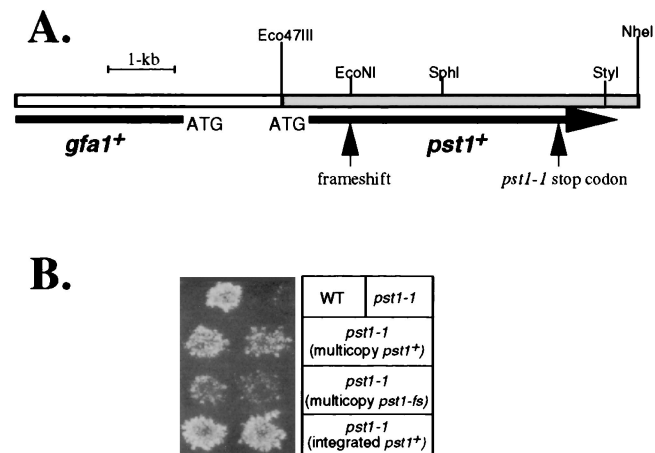 A.
1-kb
Eco47III
EcoNI
SphI
StyI
NheI
gfa1+
ATG
ATG
pst1+
frameshift
pst1-1 stop codon
B.
WT
pst1-1
pst1-1
(multicopy pst1+)
pst1-1
(multicopy pst1-fs)
pst1-1
(integrated pst1+)